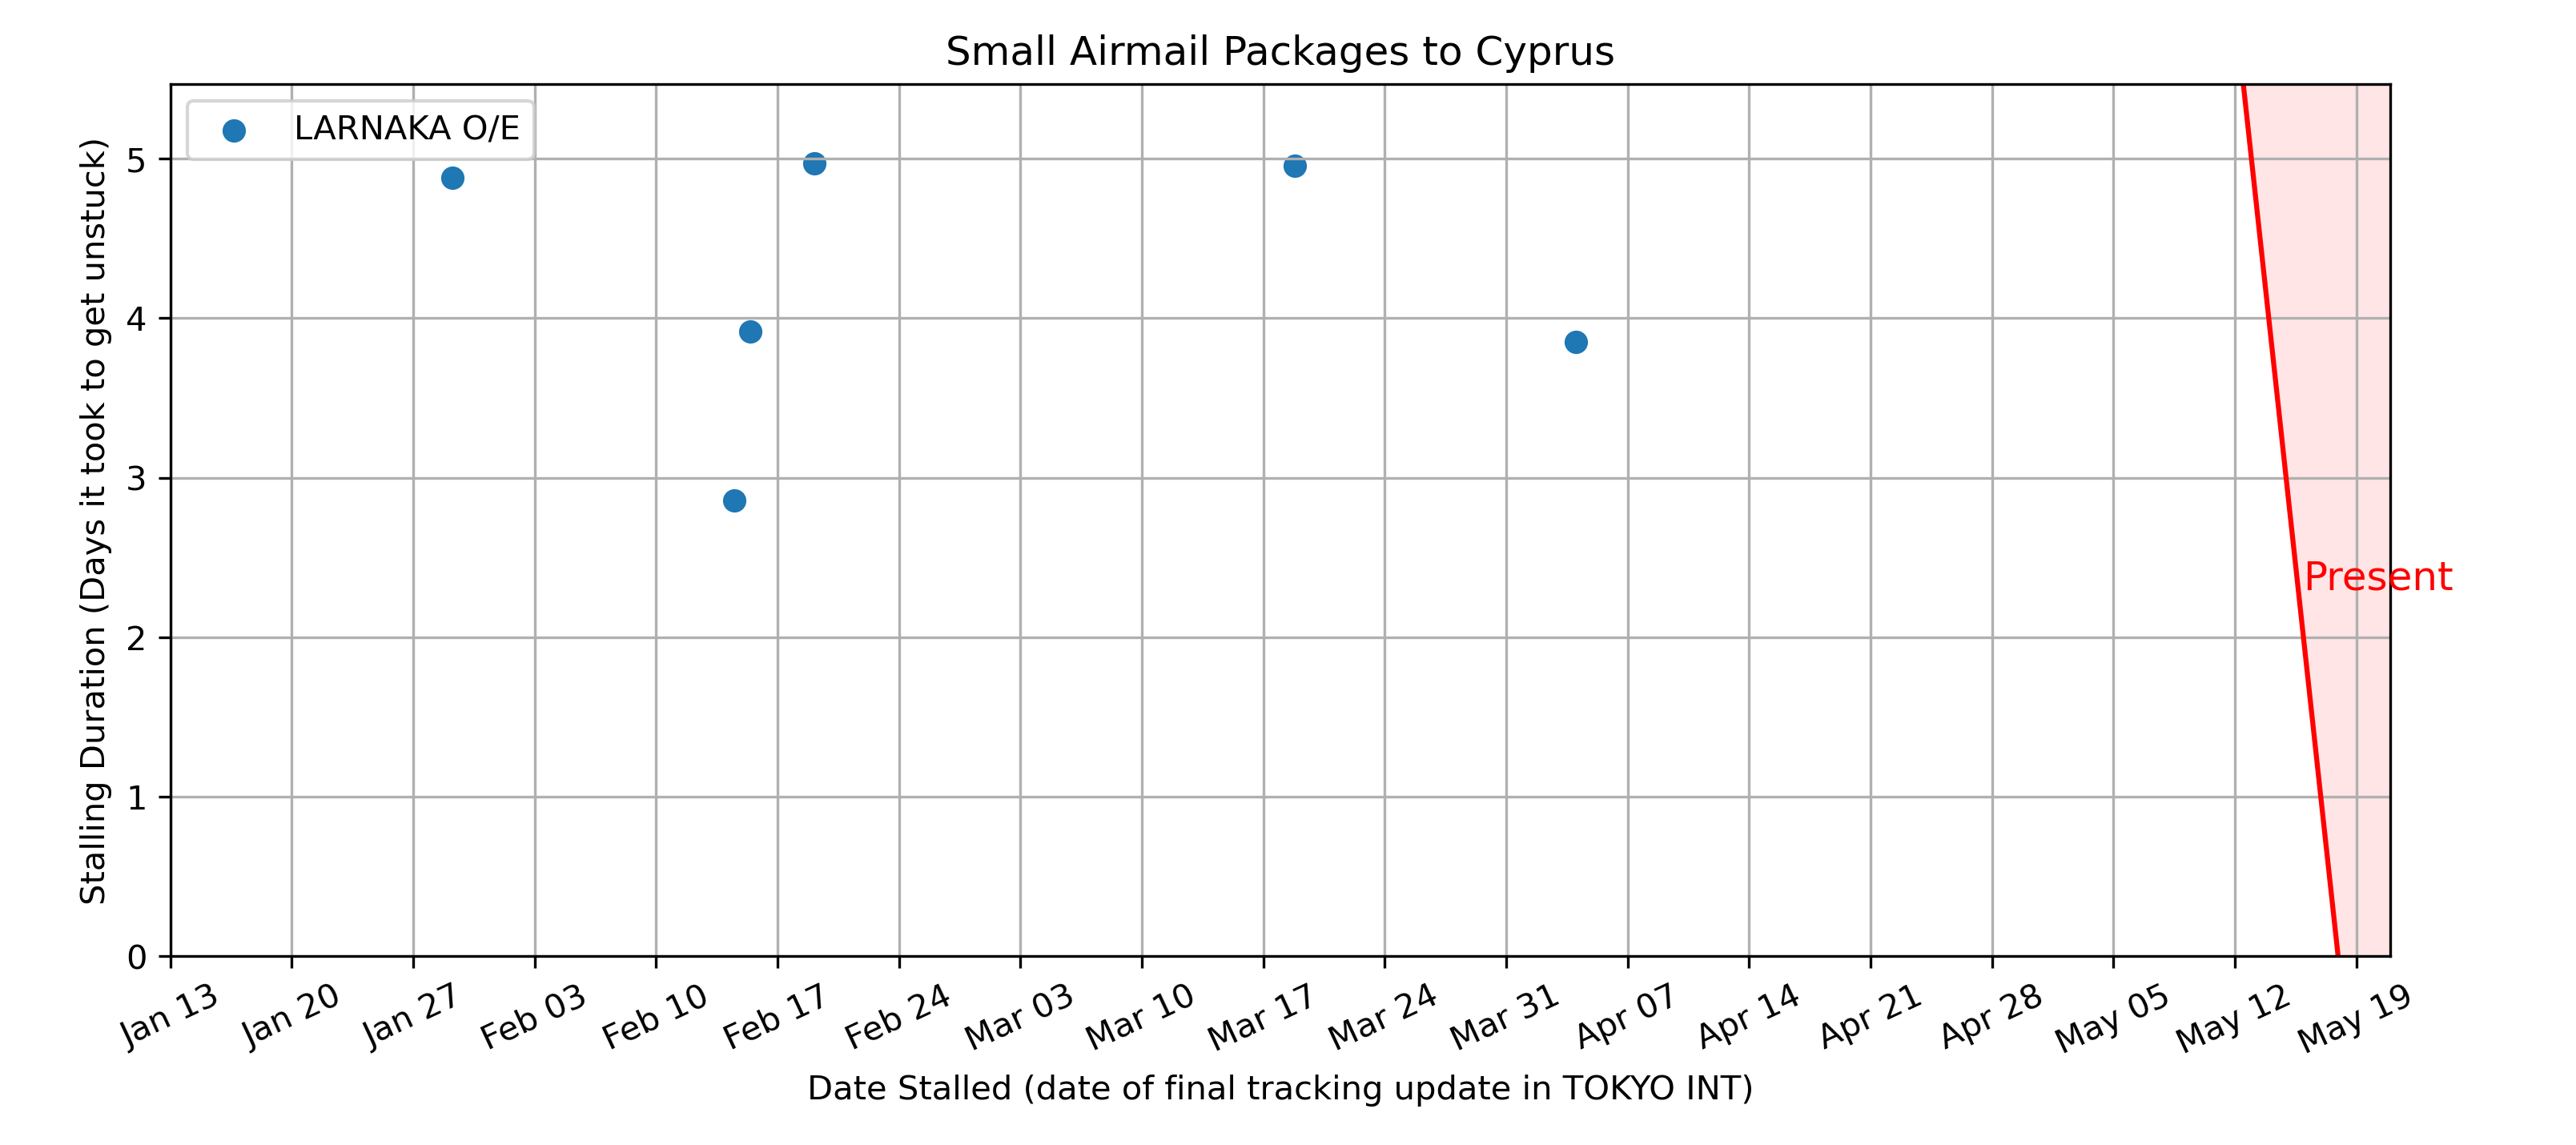 Small Airmail Packages to Cyprus
LARNAKA O/E
Stalling Duration (Days it took to get unstuck)
5
4
3
2
1
0
Present
Jan 13
Jan 20
Jan 27
Feb 03
Feb 10
Feb 17
Feb 24
Mar 03
Mar 10
Mar 17
Mar 24
Mar 31
Apr 07
Apr 14
Apr 21
Apr 28
May 05
May 12
May 19
Date Stalled (date of final tracking update in TOKYO INT)